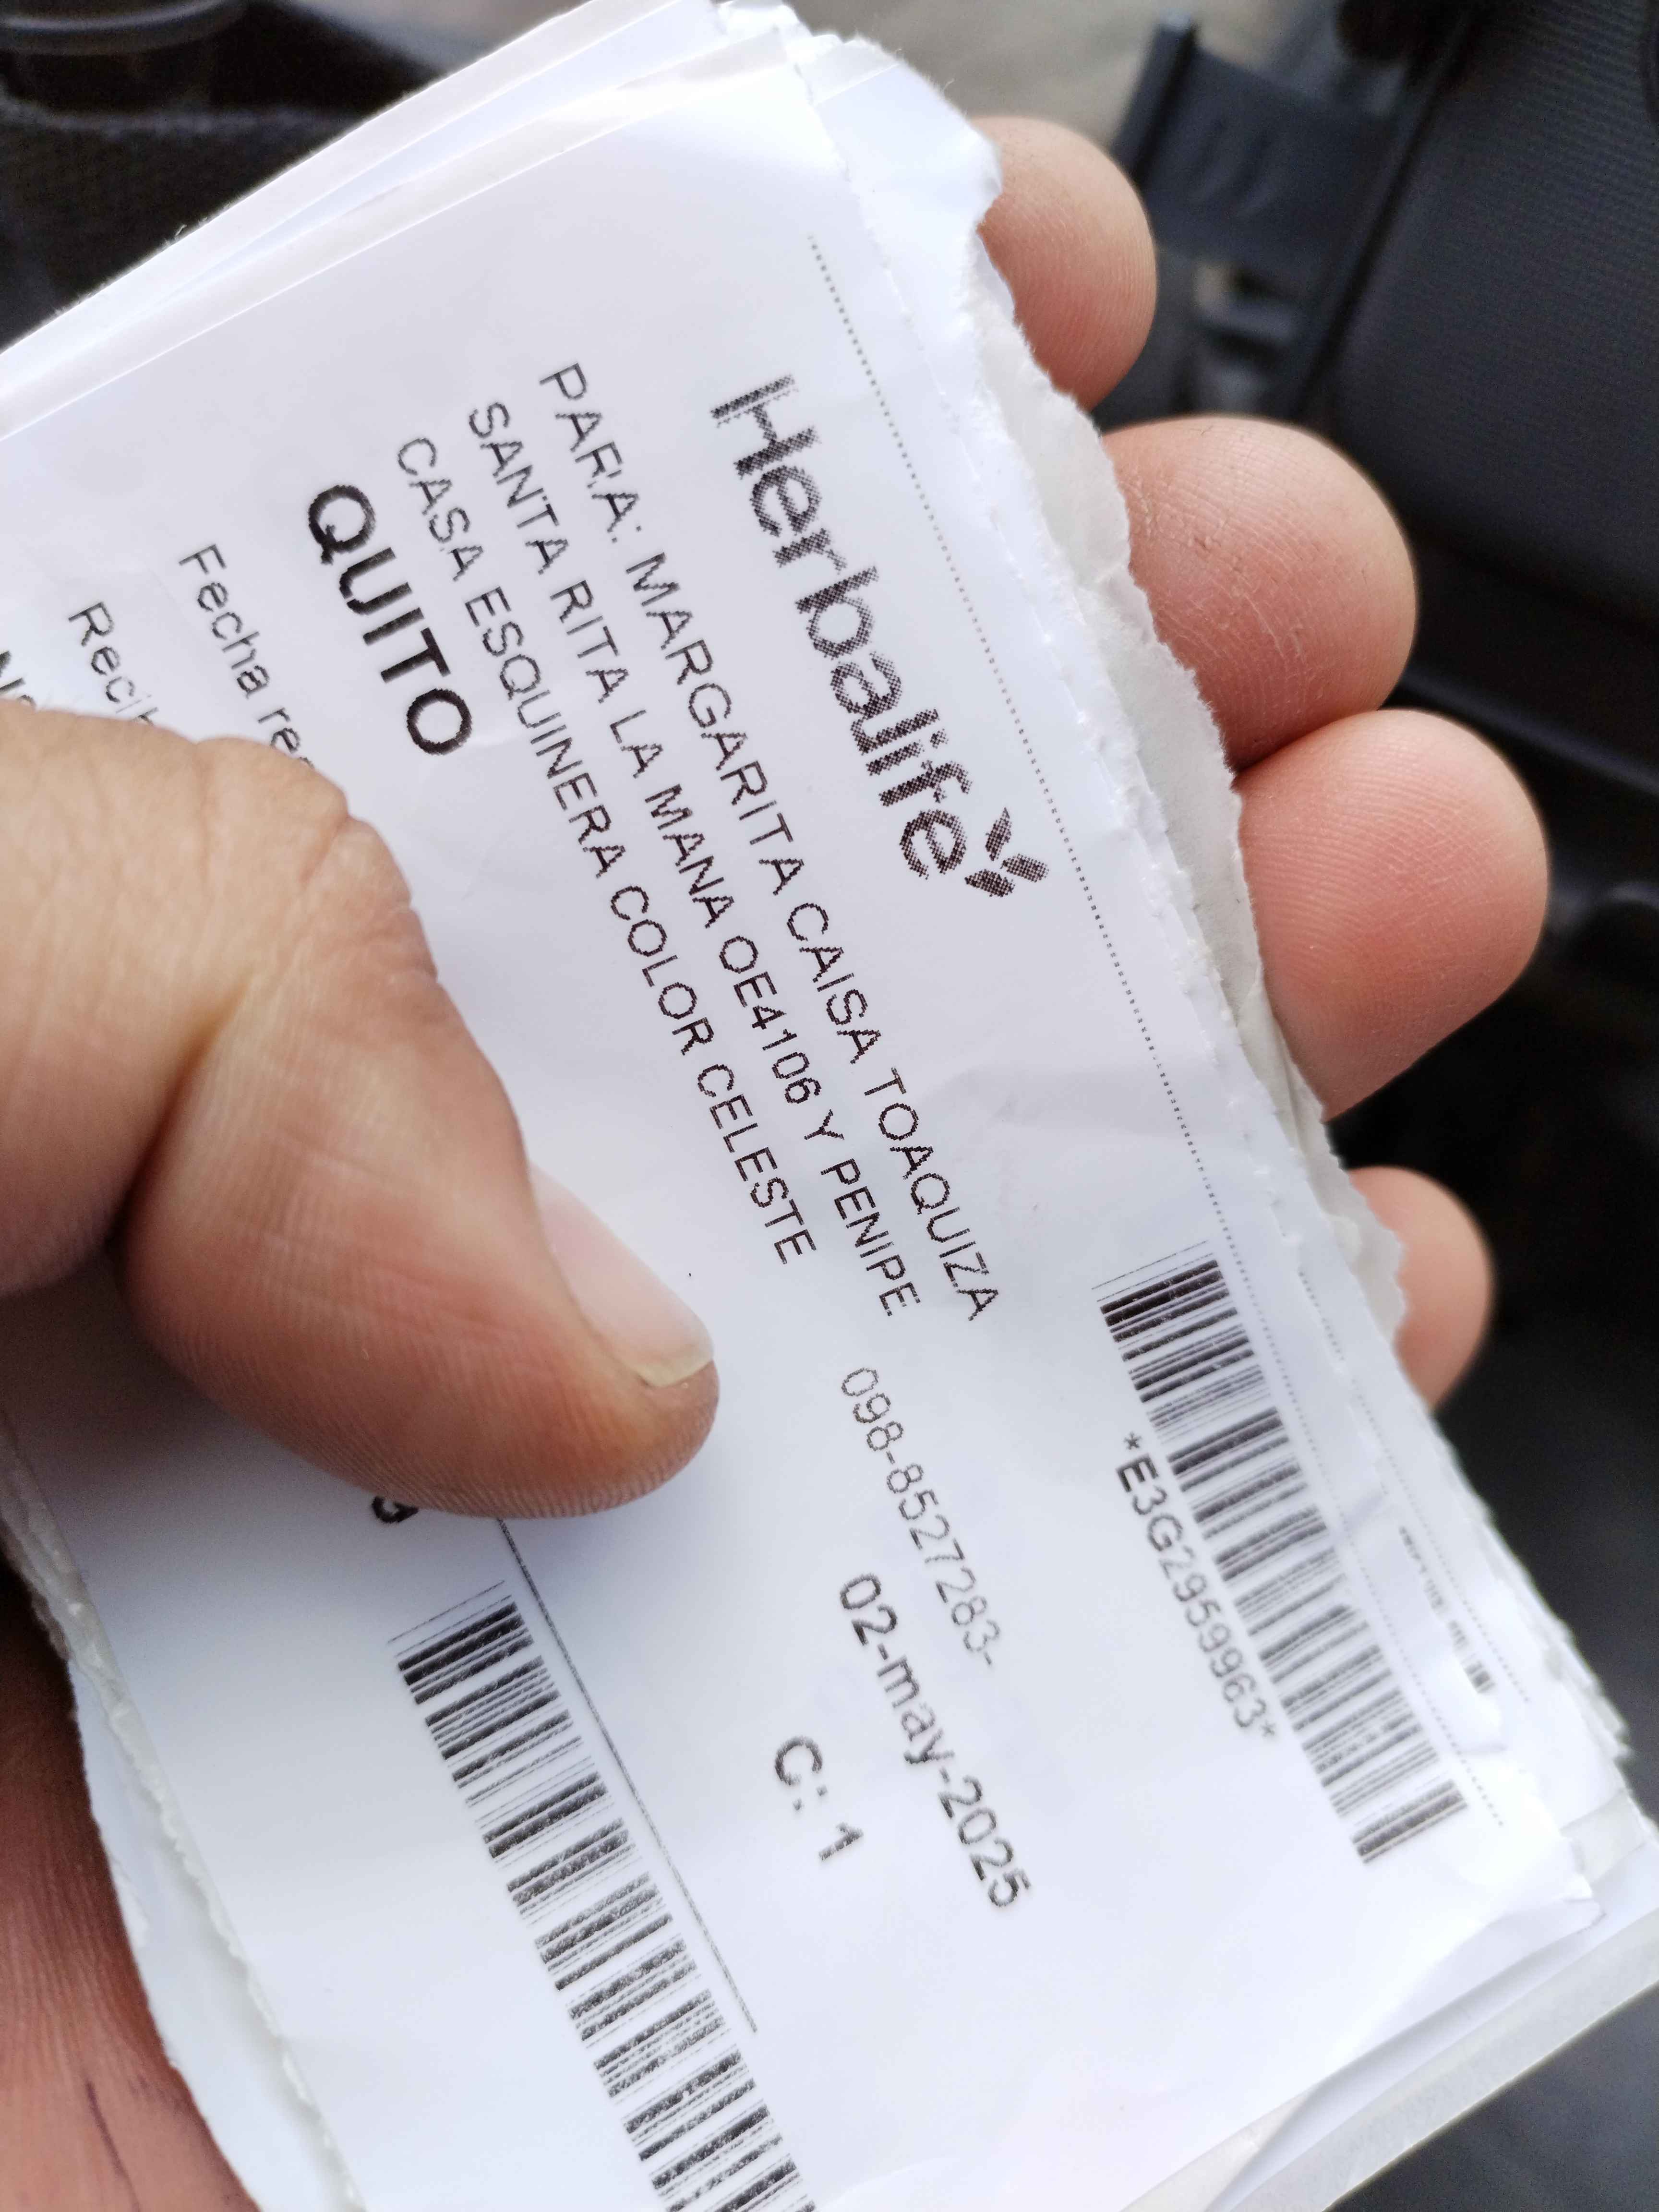 Herbalife
*E3G2959963*
PARA: MARGARITA CAISA TOAQUIZA
SANTA RITA LA MANA OE4106 Y PENIPE
098-8527283-
CASA ESQUINERA COLOR CELESTE
02-may-2025
QUITO
C: 1
Fecha